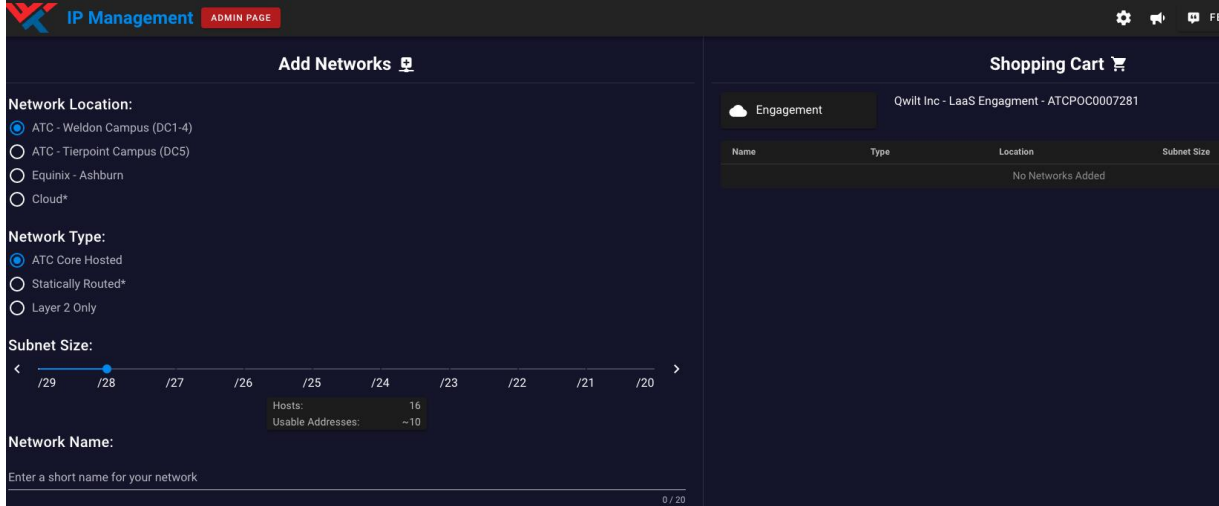 IP Management
ADMIN PAGE
Add Networks
Network Location:
ATC - Weldon Campus (DC1-4)
ATC - Tierpoint Campus (DC5)
Equinix - Ashburn
Cloud*
Network Type:
ATC Core Hosted
Statically Routed*
Layer 2 Only
Subnet Size:
/29 /28 /27 /26 /25 /24 /23 /22 /21 /20
Hosts: 16
Usable Addresses: ~10
Network Name:
Enter a short name for your network
0 / 20
Shopping Cart
Engagement
Qwilt Inc - LaaS Engagment - ATCPOC0007281
Name Type Location Subnet Size
No Networks Added